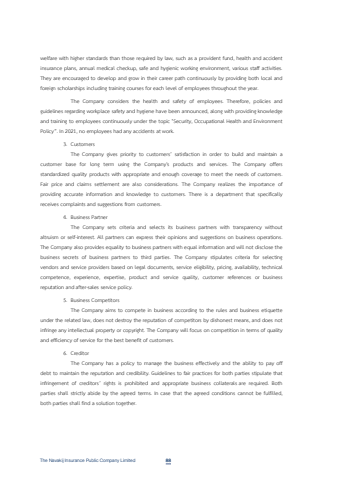 welfare with higher standards than those required by law, such as a provident fund, health and accident
insurance plans, annual medical checkup, safe and hygienic working environment, various staff activities.
They are encouraged to develop and grow in their career path continuously by providing both local and
foreign scholarships including training courses for each level of employees throughout the year.
The Company considers the health and safety of employees. Therefore, policies and
guidelines regarding workplace safety and hygiene have been announced, along with providing knowledge
and training to employees continuously under the topic "Security, Occupational Health and Environment
Policy". In 2021, no employees had any accidents at work.
3. Customers
The Company gives priority to customers' satisfaction in order to build and maintain a
customer base for long term using the Company's products and services. The Company offers
standardized quality products with appropriate and enough coverage to meet the needs of customers.
Fair price and claims settlement are also considerations. The Company realizes the importance of
providing accurate information and knowledge to customers. There is a department that specifically
receives complaints and suggestions from customers.
4. Business Partner
The Company sets criteria and selects its business partners with transparency without
altruism or self-interest. All partners can express their opinions and suggestions on business operations.
The Company also provides equality to business partners with equal information and will not disclose the
business secrets of business partners to third parties. The Company stipulates criteria for selecting
vendors and service providers based on legal documents, service eligibility, pricing, availability, technical
competence, experience, expertise, product and service quality, customer references or business
reputation and after-sales service policy.
5. Business Competitors
The Company aims to compete in business according to the rules and business etiquette
under the related law, does not destroy the reputation of competitors by dishonest means, and does not
infringe any intellectual property or copyright. The Company will focus on competition in terms of quality
and efficiency of service for the best benefit of customers.
6. Creditor
The Company has a policy to manage the business effectively and the ability to pay off
debt to maintain the reputation and credibility. Guidelines to fair practices for both parties stipulate that
infringement of creditors' rights is prohibited and appropriate business collaterals are required. Both
parties shall strictly abide by the agreed terms. In case that the agreed conditions cannot be fulfilled,
both parties shall find a solution together.
The Navakij Insurance Public Company Limited